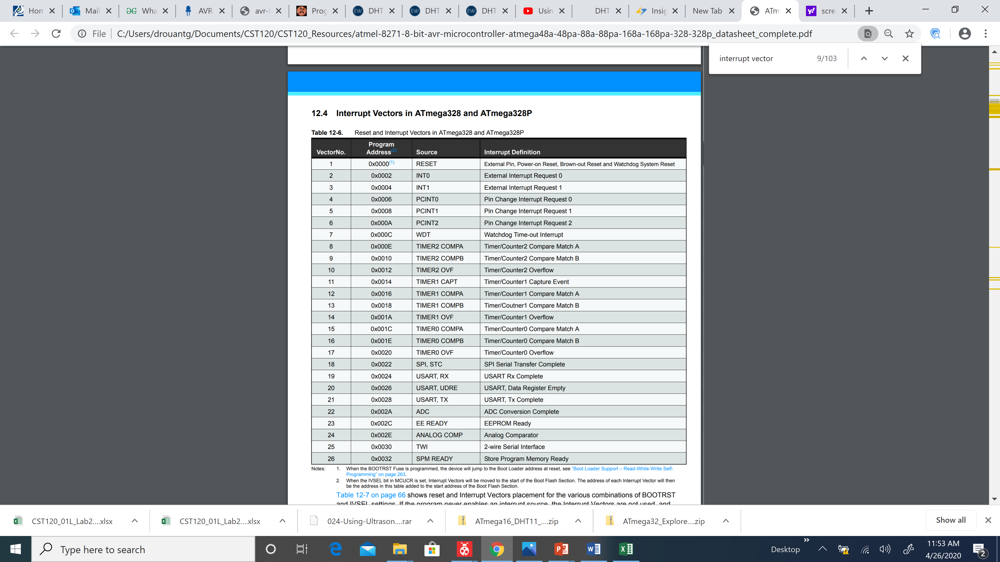 Hom
Mail
Wha
AVR
avr-
Prog
DHT
DHT
DHT
Usin
DHT
Insig
New Tab
ATm
scre
File
C:/Users/drouantg/Documents/CST120/CST120_Resources/atmel-8271-8-bit-avr-microcontroller-atmega48a-48pa-88a-88pa-168a-168pa-328-328p_datasheet_complete.pdf
interrupt vector 9/103
12.4 Interrupt Vectors in ATmega328 and ATmega328P
Table 12-6. Reset and Interrupt Vectors in ATmega328 and ATmega328P
VectorNo. Program Address(2) Source Interrupt Definition
1 0x0000(1) RESET External Pin, Power-on Reset, Brown-out Reset and Watchdog System Reset
2 0x0002 INT0 External Interrupt Request 0
3 0x0004 INT1 External Interrupt Request 1
4 0x0006 PCINT0 Pin Change Interrupt Request 0
5 0x0008 PCINT1 Pin Change Interrupt Request 1
6 0x000A PCINT2 Pin Change Interrupt Request 2
7 0x000C WDT Watchdog Time-out Interrupt
8 0x000E TIMER2 COMPA Timer/Counter2 Compare Match A
9 0x0010 TIMER2 COMPB Timer/Counter2 Compare Match B
10 0x0012 TIMER2 OVF Timer/Counter2 Overflow
11 0x0014 TIMER1 CAPT Timer/Counter1 Capture Event
12 0x0016 TIMER1 COMPA Timer/Counter1 Compare Match A
13 0x0018 TIMER1 COMPB Timer/Coutner1 Compare Match B
14 0x001A TIMER1 OVF Timer/Counter1 Overflow
15 0x001C TIMER0 COMPA Timer/Counter0 Compare Match A
16 0x001E TIMER0 COMPB Timer/Counter0 Compare Match B
17 0x0020 TIMER0 OVF Timer/Counter0 Overflow
18 0x0022 SPI, STC SPI Serial Transfer Complete
19 0x0024 USART, RX USART Rx Complete
20 0x0026 USART, UDRE USART, Data Register Empty
21 0x0028 USART, TX USART, Tx Complete
22 0x002A ADC ADC Conversion Complete
23 0x002C EE READY EEPROM Ready
24 0x002E ANALOG COMP Analog Comparator
25 0x0030 TWI 2-wire Serial Interface
26 0x0032 SPM READY Store Program Memory Ready
Notes: 1. When the BOOTRST Fuse is programmed, the device will jump to the Boot Loader address at reset, see "Boot Loader Support – Read-While-Write Self-
Programming" on page 263.
2. When the IVSEL bit in MCUCR is set, Interrupt Vectors will be moved to the start of the Boot Flash Section. The address of each Interrupt Vector will then
be the address in this table added to the start address of the Boot Flash Section.
Table 12-7 on page 66 shows reset and Interrupt Vectors placement for the various combinations of BOOTRST
and IVSEL settings. If the program never enables an interrupt source, the Interrupt Vectors are not used, and
CST120_01L_Lab2....xlsx
CST120_01L_Lab2....xlsx
024-Using-Ultrason....rar
ATmega16_DHT11_....zip
ATmega32_Explore....zip
Show all
Type here to search
Desktop
11:53 AM
4/26/2020
2